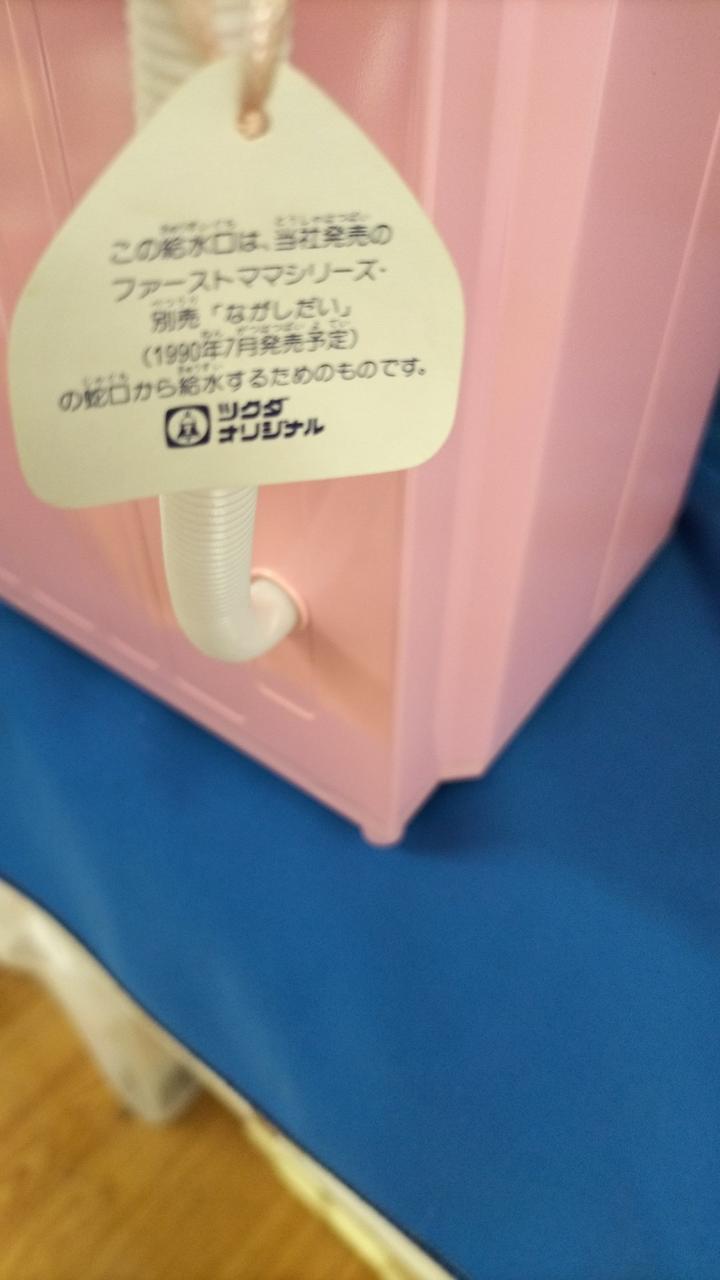 この給水口は、当社発売の
ファーストママシリーズ・
別売「ながしだい」
(1990年7月発売予定)
の蛇口から給水するためのものです。
ツクダ
オリジナル